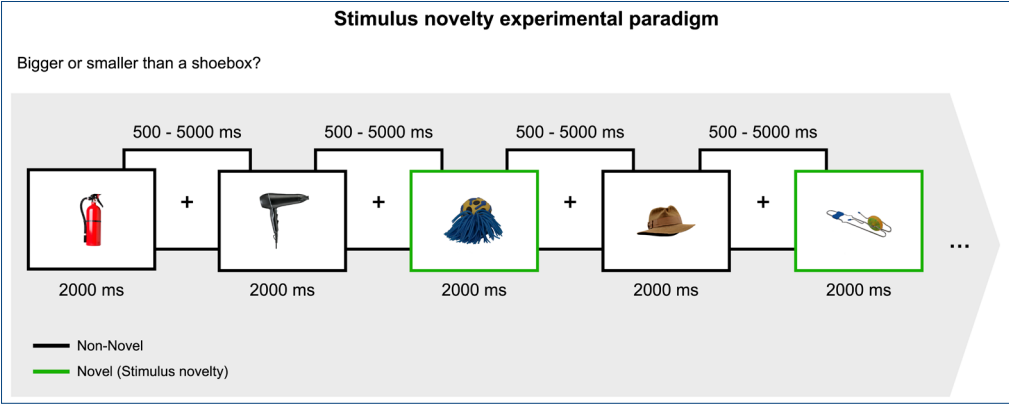 Stimulus novelty experimental paradigm
Bigger or smaller than a shoebox?
500 - 5000 ms 500 - 5000 ms 500 - 5000 ms 500 - 5000 ms
+ + + +
...
2000 ms 2000 ms 2000 ms 2000 ms 2000 ms
Non-Novel
Novel (Stimulus novelty)